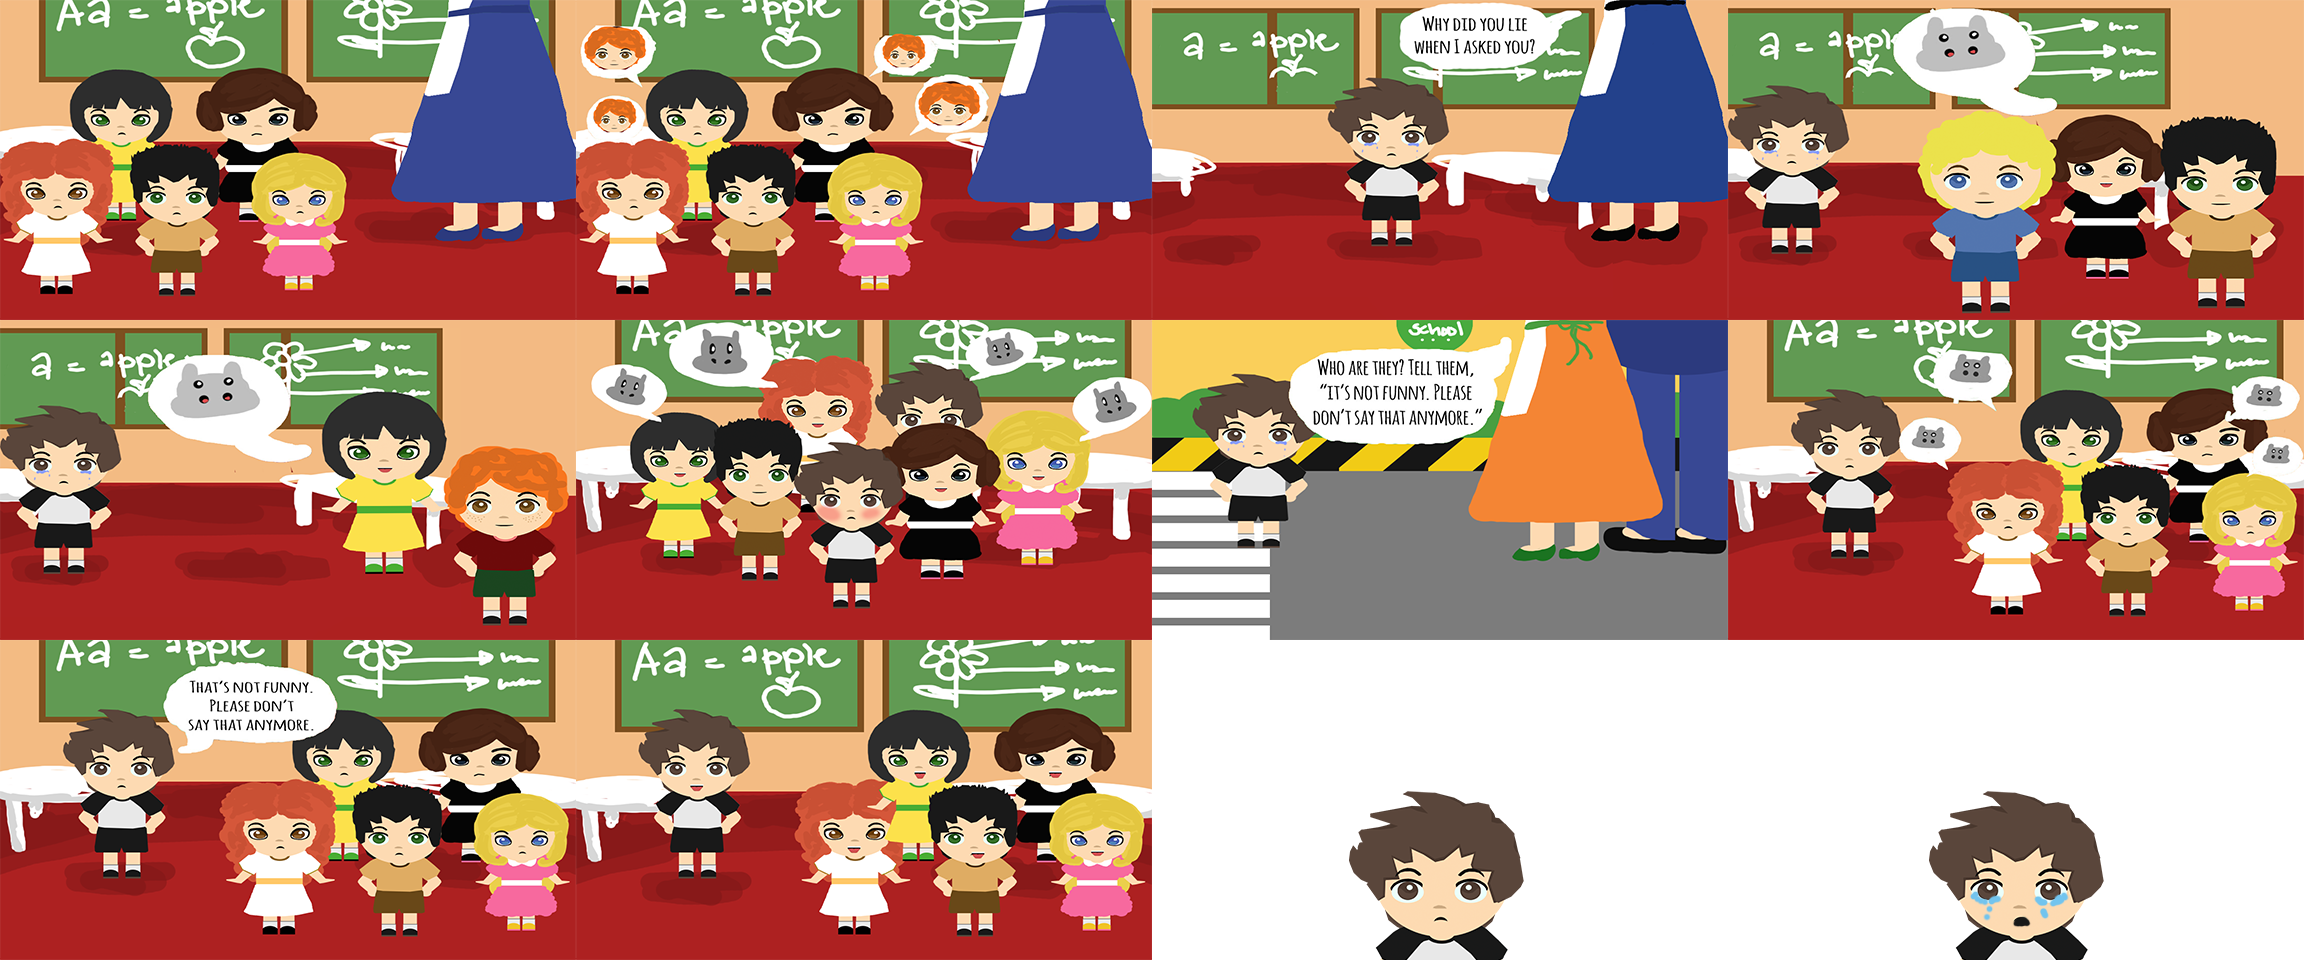 Aa = apple
Aa = apple
a = apple
WHY DID YOU LIE
WHEN I ASKED YOU?
a = apple
a = apple
Aa = apple
school
WHO ARE THEY? TELL THEM,
"IT'S NOT FUNNY. PLEASE
DON'T SAY THAT ANYMORE."
Aa = apple
Aa = apple
THAT'S NOT FUNNY.
PLEASE DON'T
SAY THAT ANYMORE.
Aa = apple